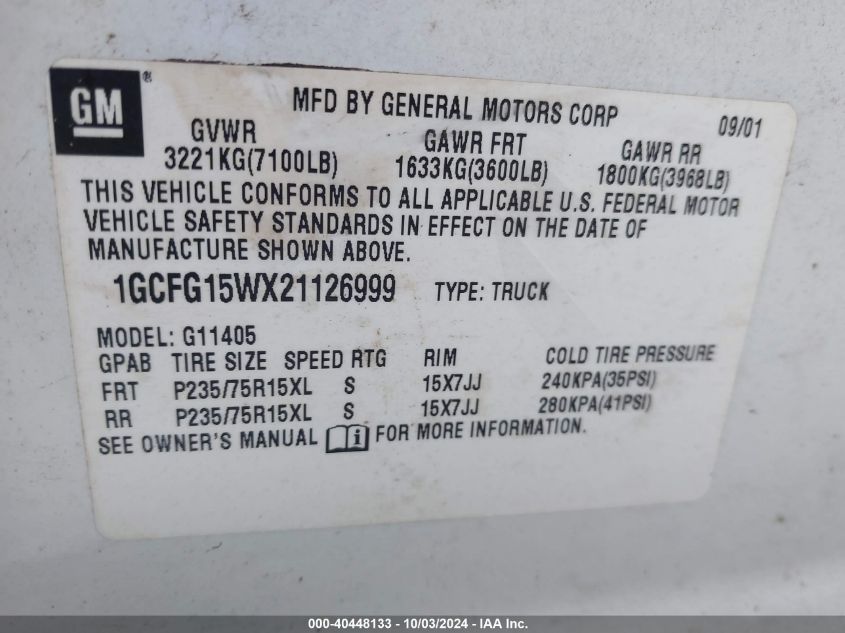 GM®
MFD BY GENERAL MOTORS CORP 09/01
GVWR GAWR FRT GAWR RR
3221KG(7100LB) 1633KG(3600LB) 1800KG(3968LB)
THIS VEHICLE CONFORMS TO ALL APPLICABLE U.S. FEDERAL MOTOR
VEHICLE SAFETY STANDARDS IN EFFECT ON THE DATE OF
MANUFACTURE SHOWN ABOVE.
1GCFG15WX21126999 TYPE: TRUCK
MODEL: G11405
GPAB TIRE SIZE SPEED RTG RIM COLD TIRE PRESSURE
FRT P235/75R15XL S 15X7JJ 240KPA(35PSI)
RR P235/75R15XL S 15X7JJ 280KPA(41PSI)
SEE OWNER'S MANUAL i FOR MORE INFORMATION.
000-40448133 - 10/03/2024 - IAA Inc.